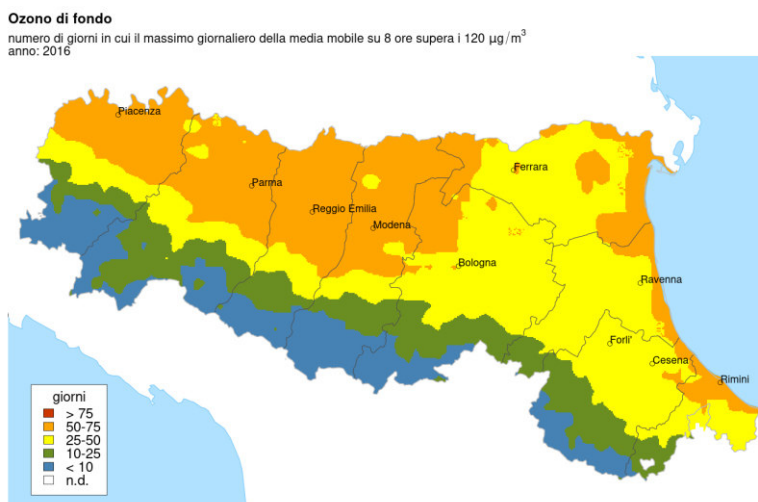 Ozono di fondo
numero di giorni in cui il massimo giornaliero della media mobile su 8 ore supera i 120 µg/m³
anno: 2016
Piacenza
Parma
Reggio Emilia
Modena
Ferrara
Bologna
Ravenna
Forli'
Cesena
Rimini
giorni
> 75
50-75
25-50
10-25
< 10
n.d.